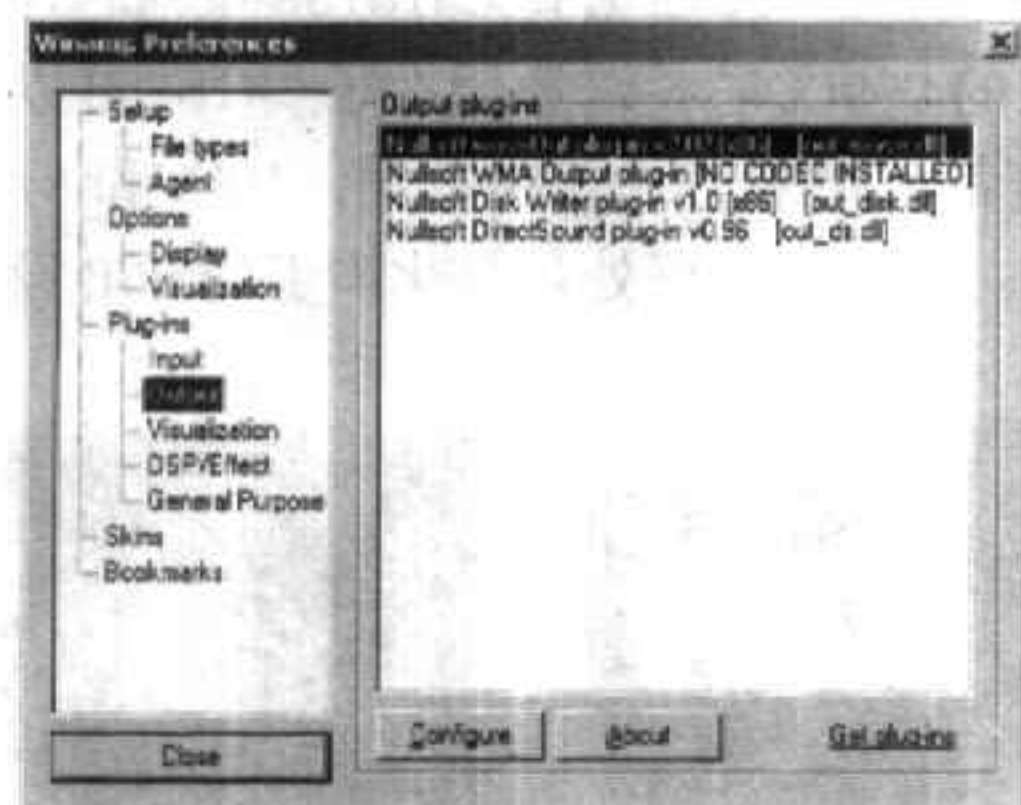 Winamp Preferences
Setup
File types
Agent
Options
Display
Visualization
Plug-ins
Input
Output
Visualization
DSP/Effect
General Purpose
Skins
Bookmarks
Close
Output plug-ins
Nullsoft WMA Output plug-in [NO CODEC INSTALLED]
Nullsoft Disk Writer plug-in v1.0 [x86] [out_disk.dll]
Nullsoft DirectSound plug-in v0.96 [out_ds.dll]
Configure
About
Get plug-ins